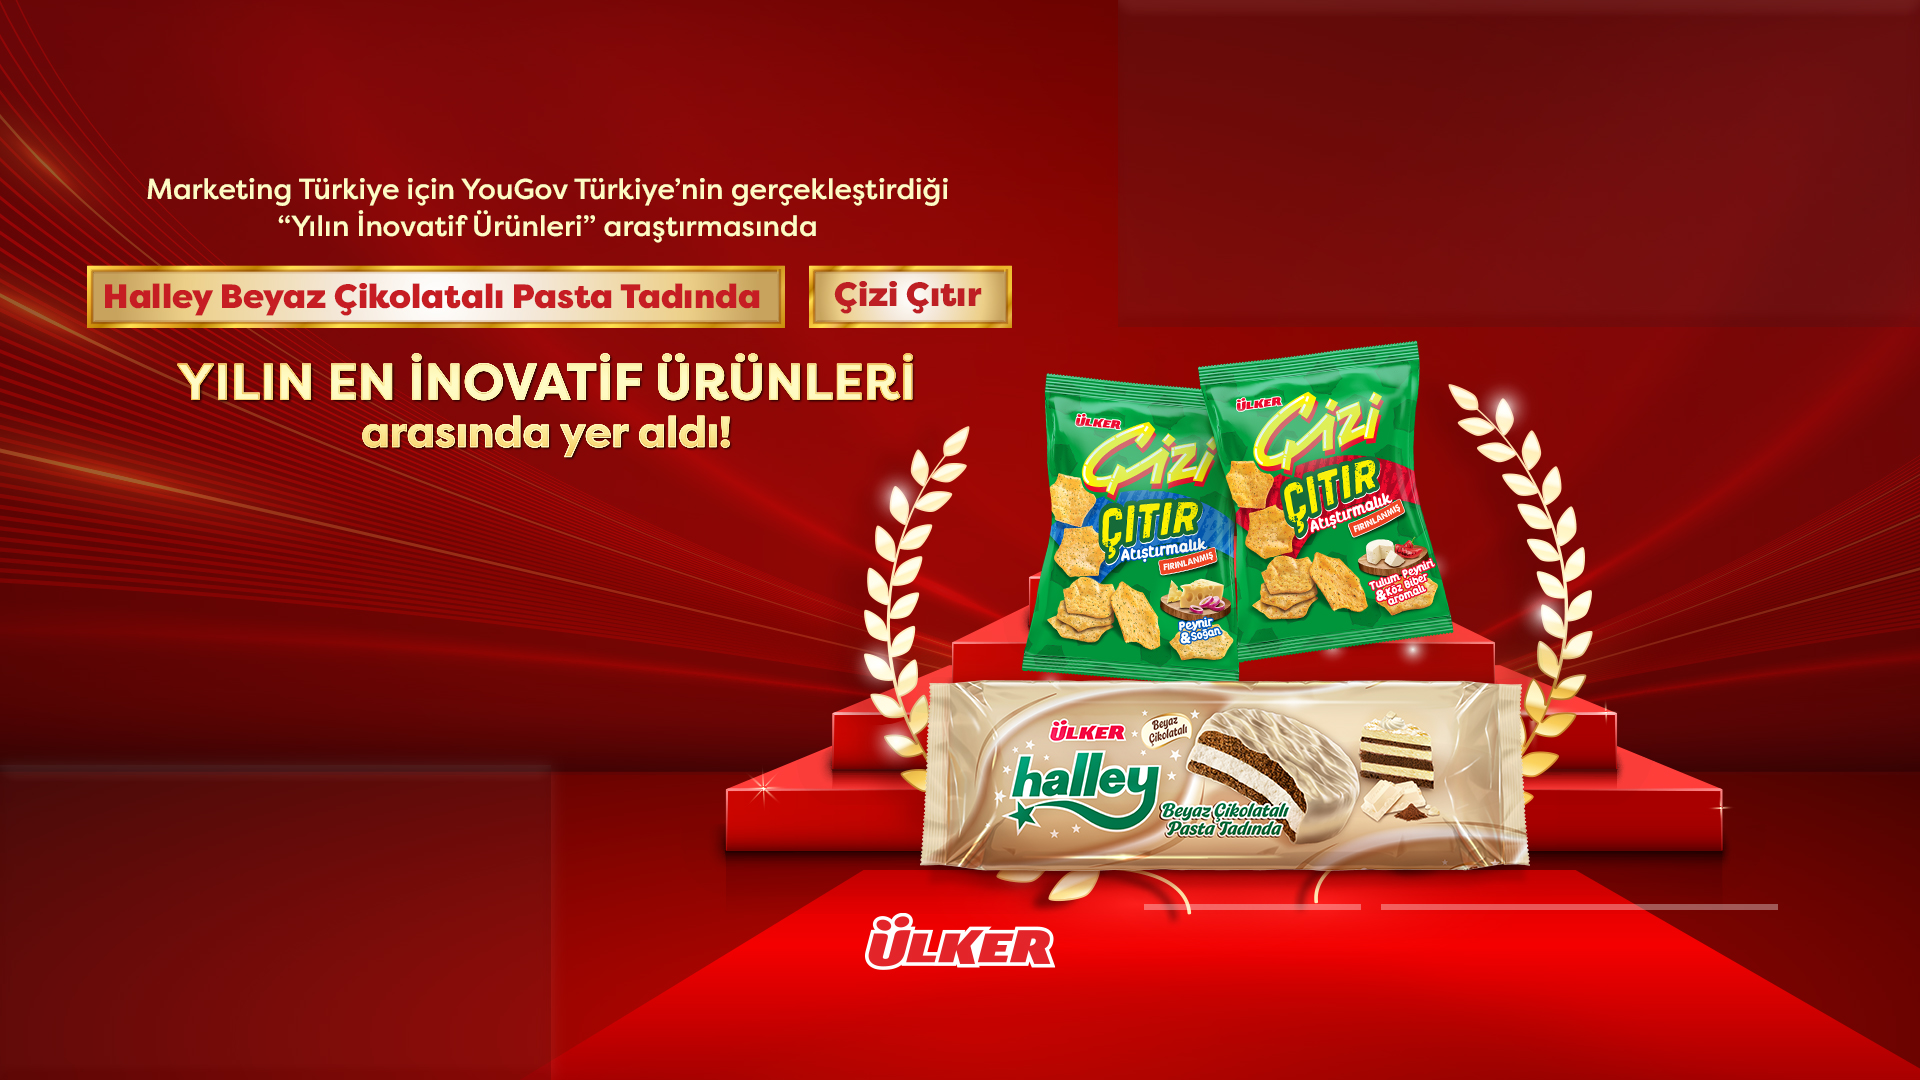 Marketing Türkiye için YouGov Türkiye’nin gerçekleştirdiği
“Yılın İnovatif Ürünleri” araştırmasında
Halley Beyaz Çikolatalı Pasta Tadında
Çizi Çıtır
YILIN EN İNOVATİF ÜRÜNLERİ
arasında yer aldı!
ÜLKER
Çizi
ÇITIR
Atıştırmalık
FIRINLANMIŞ
Peynir
& Soğan
ÜLKER
Çizi
ÇITIR
Atıştırmalık
FIRINLANMIŞ
Tulum Peyniri
& Köz Biber
aromalı
ÜLKER
Beyaz
Çikolatalı
halley
Beyaz Çikolatalı
Pasta Tadında
ÜLKER